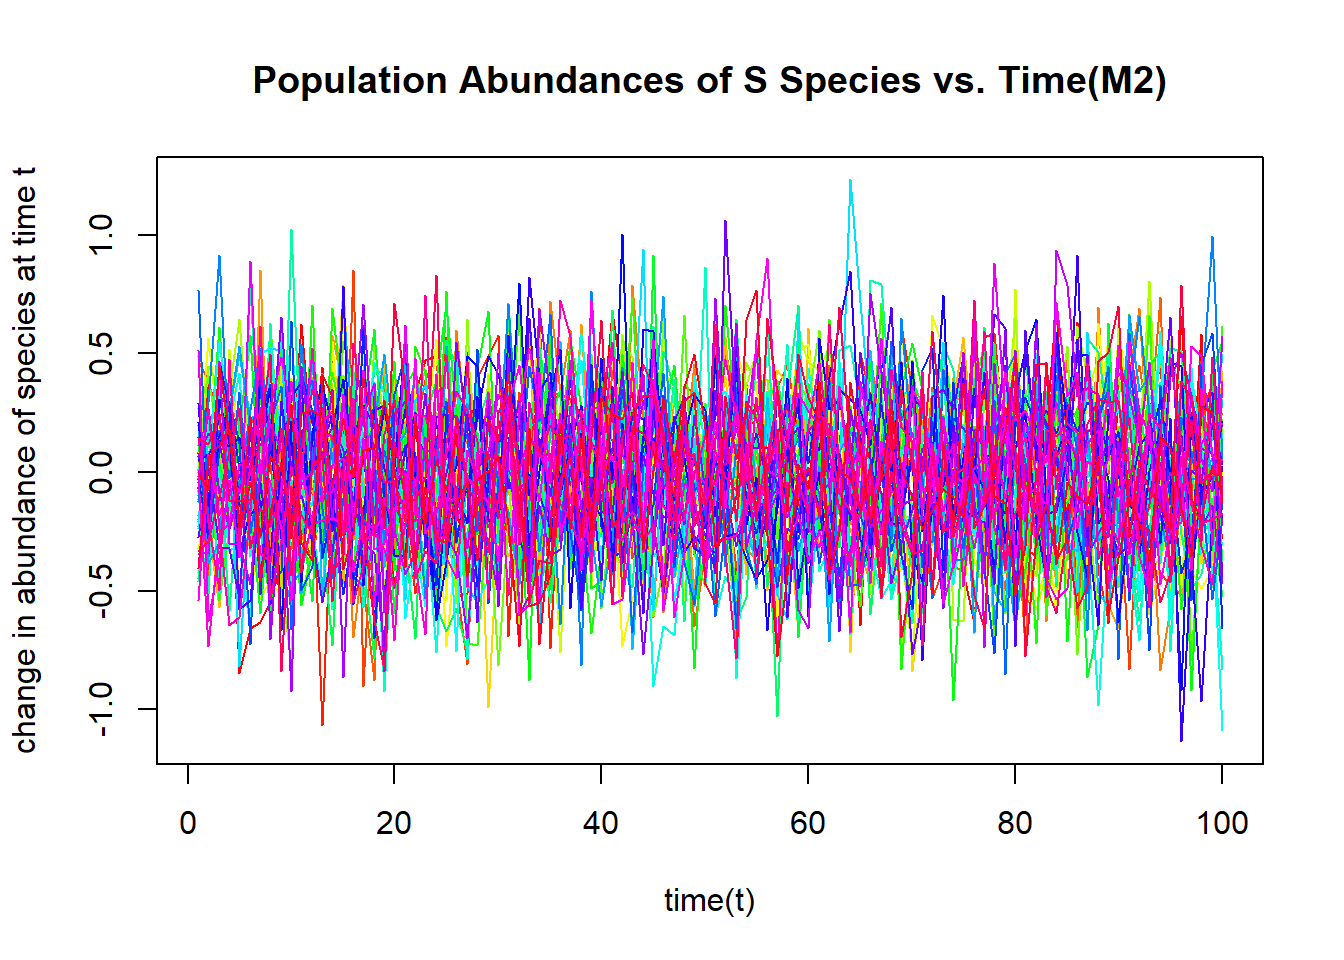 Population Abundances of S Species vs. Time(M2)
change in abundance of species at time t
1.0
0.5
0.0
-0.5
-1.0
0 20 40 60 80 100
time(t)